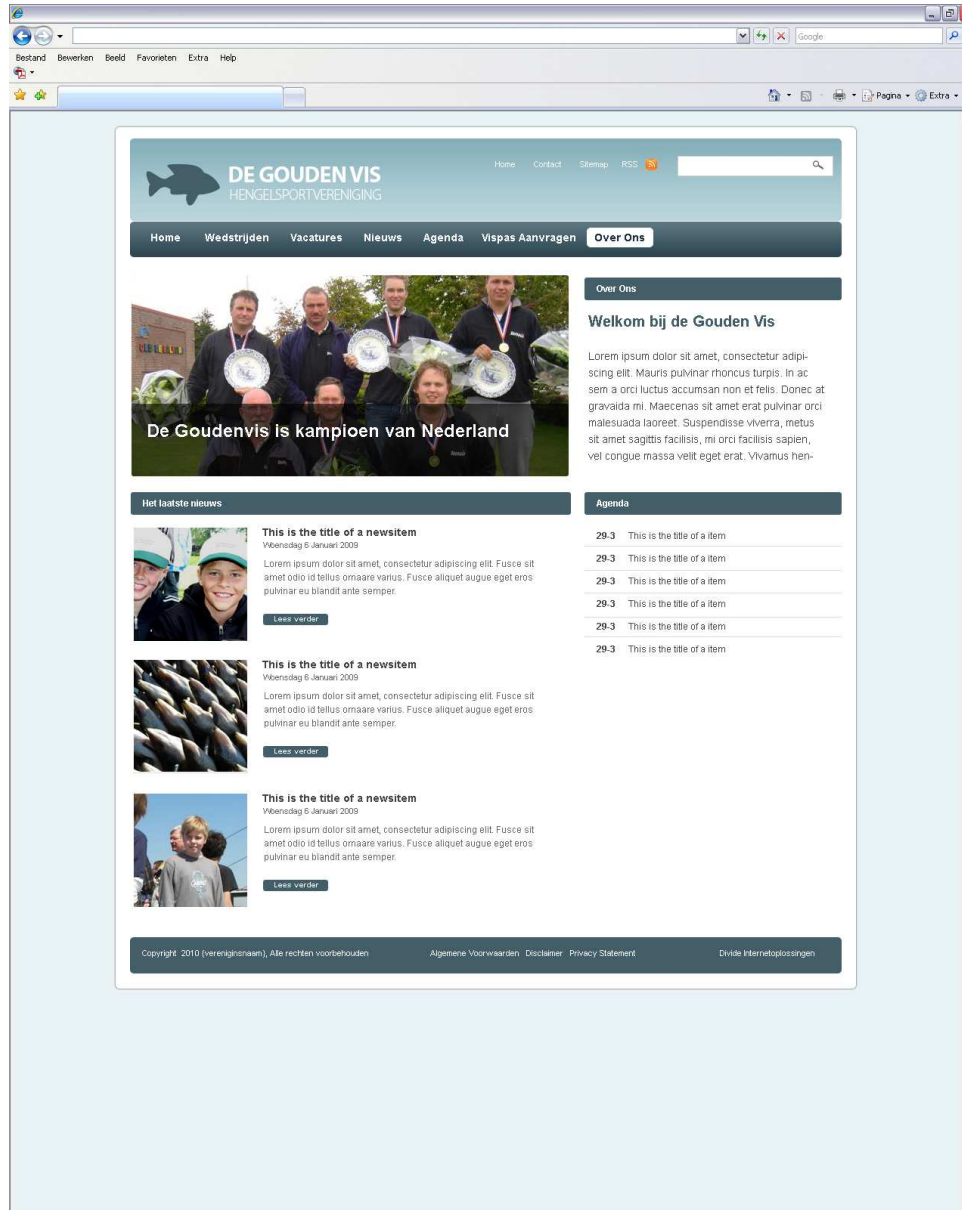 Google
Bestand Bewerken Beeld Favorieten Extra Help
Pagina Extra
DE GOUDEN VIS
HENGELSPORTVERENIGING
Home Contact Sitemap RSS
Home Wedstrijden Vacatures Nieuws Agenda Vispas Aanvragen Over Ons
De Goudenvis is kampioen van Nederland
Over Ons
Welkom bij de Gouden Vis
Lorem ipsum dolor sit amet, consectetur adipi-
scing elit. Mauris pulvinar rhoncus turpis. In ac
sem a orci luctus accumsan non et felis. Donec at
gravaida mi. Maecenas sit amet erat pulvinar orci
malesuada laoreet. Suspendisse viverra, metus
sit amet sagittis facilisis, mi orci facilisis sapien,
vel congue massa velit eget erat. Vivamus hen-
Het laatste nieuws
This is the title of a newsitem
Woensdag 6 Januari 2009
Lorem ipsum dolor sit amet, consectetur adipiscing elit. Fusce sit
amet odio id tellus ornaare varius. Fusce aliquet augue eget eros
pulvinar eu blandit ante semper.
Lees verder
This is the title of a newsitem
Woensdag 6 Januari 2009
Lorem ipsum dolor sit amet, consectetur adipiscing elit. Fusce sit
amet odio id tellus ornaare varius. Fusce aliquet augue eget eros
pulvinar eu blandit ante semper.
Lees verder
This is the title of a newsitem
Woensdag 6 Januari 2009
Lorem ipsum dolor sit amet, consectetur adipiscing elit. Fusce sit
amet odio id tellus ornaare varius. Fusce aliquet augue eget eros
pulvinar eu blandit ante semper.
Lees verder
Agenda
29-3 This is the title of a item
29-3 This is the title of a item
29-3 This is the title of a item
29-3 This is the title of a item
29-3 This is the title of a item
29-3 This is the title of a item
Copyright 2010 {vereniginsnaam}, Alle rechten voorbehouden
Algemene Voorwaarden Disclaimer Privacy Statement
Divide Internetoplossingen